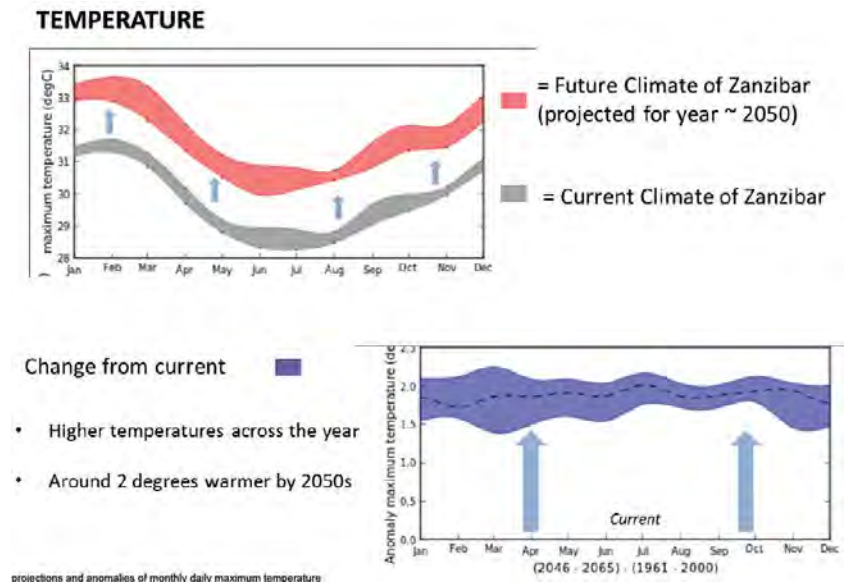 TEMPERATURE
maximum temperature (degC)
34
33
32
31
30
29
28
Jan Feb Mar Apr May Jun Jul Aug Sep Oct Nov Dec
= Future Climate of Zanzibar
(projected for year ~ 2050)
= Current Climate of Zanzibar
Change from current
• Higher temperatures across the year
• Around 2 degrees warmer by 2050s
Anomaly maximum temperature (de
2.5
2.0
1.5
1.0
0.5
0.0
Current
Jan Feb Mar Apr May Jun Jul Aug Sep Oct Nov Dec
(2046 - 2065) - (1961 - 2000)
projections and anomalies of monthly daily maximum temperature